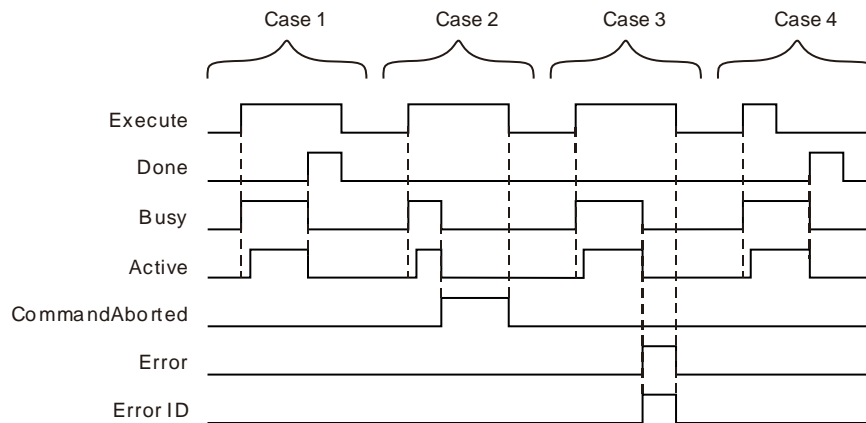 Case 1 Case 2 Case 3 Case 4
Execute
Done
Busy
Active
CommandAborted
Error
Error ID